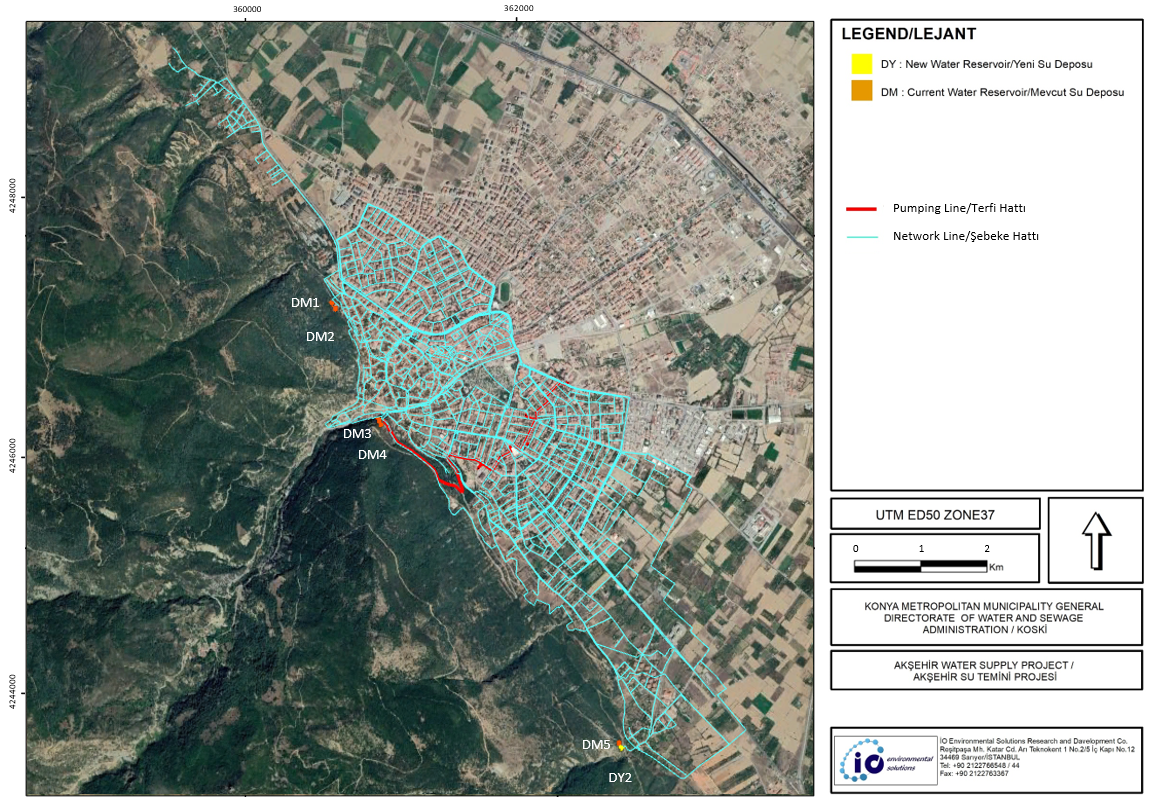 360000
362000
4248000
4246000
4244000
DM1
DM2
DM3
DM4
DM5
DY2
LEGEND/LEJANT
DY : New Water Reservoir/Yeni Su Deposu
DM : Current Water Reservoir/Mevcut Su Deposu
Pumping Line/Terfi Hattı
Network Line/Şebeke Hattı
UTM ED50 ZONE37
0 1 2
Km
KONYA METROPOLITAN MUNICIPALITY GENERAL
DIRECTORATE OF WATER AND SEWAGE
ADMINISTRATION / KOSKİ
AKŞEHİR WATER SUPPLY PROJECT /
AKŞEHİR SU TEMİNİ PROJESİ
io environmental
solutions
İO Environmental Solutions Research and Davelopment Co.
Reşitpaşa Mh. Katar Cd. Arı Teknokent 1 No.2/5 İç Kapı No.12
34469 Sarıyer/İSTANBUL
Tel: +90 2122766548 / 44
Fax: +90 2122763367